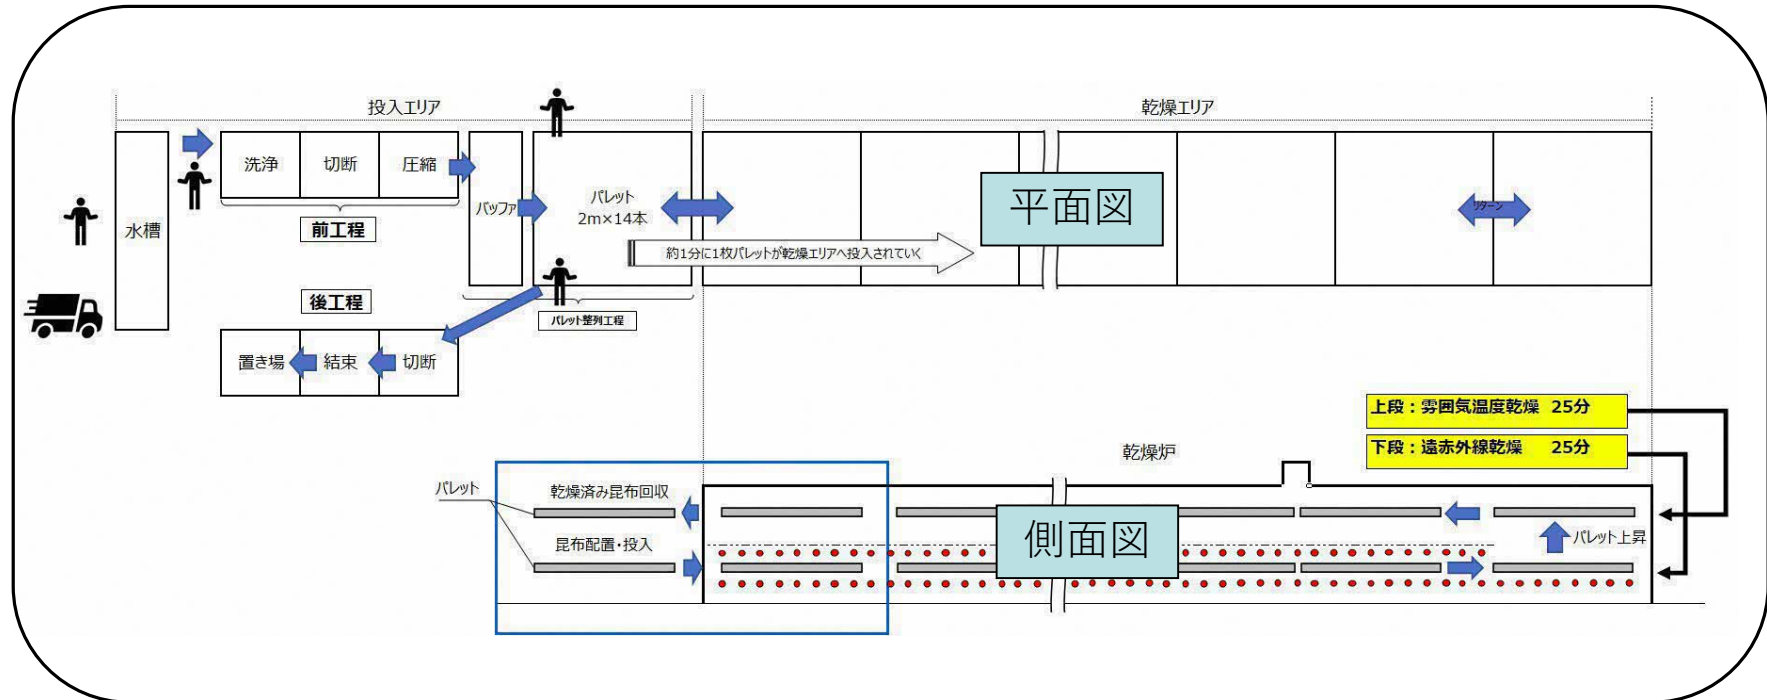 投入エリア
乾燥エリア
水槽
洗浄
切断
圧縮
前工程
バッファ
パレット
2m×14本
平面図
リターン
約1分に1枚パレットが乾燥エリアへ投入されていく
後工程
パレット整列工程
置き場
結束
切断
上段：雰囲気温度乾燥 25分
下段：遠赤外線乾燥 25分
乾燥炉
パレット
乾燥済み昆布回収
昆布配置・投入
側面図
パレット上昇